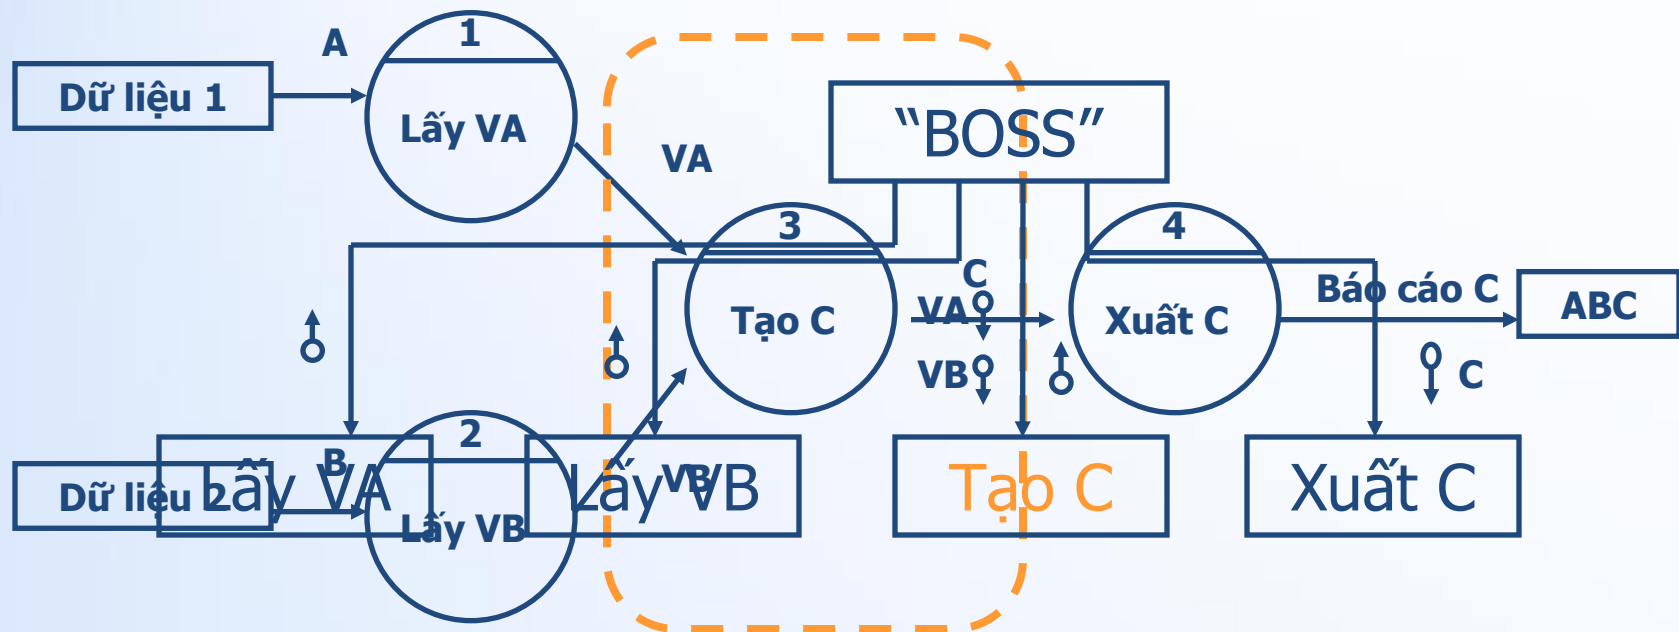 1
A
Dữ liệu 1
Lấy VA
"BOSS"
VA
3
4
C
Báo cáo C
VA
Tạo C
Xuất C
ABC
VB
C
2
B
Dữ liệu 2
Lấy VA
Lấy VB
VB
Lấy VB
Tạo C
Xuất C